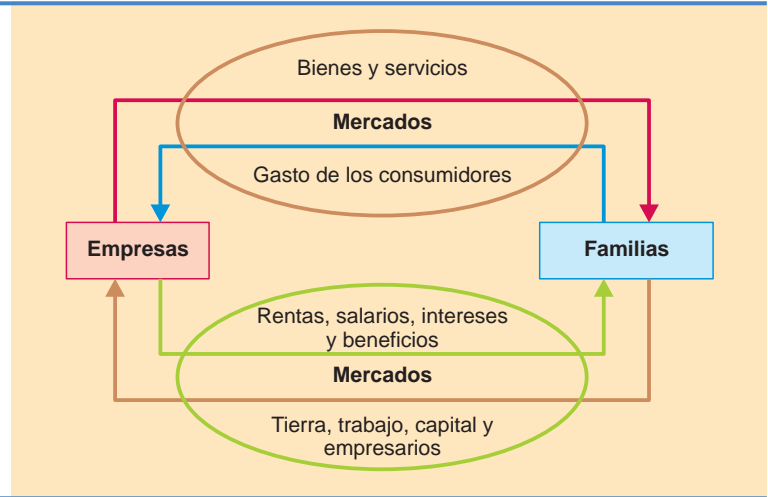 Bienes y servicios
Mercados
Gasto de los consumidores
Empresas
Familias
Rentas, salarios, intereses
y beneficios
Mercados
Tierra, trabajo, capital y
empresarios